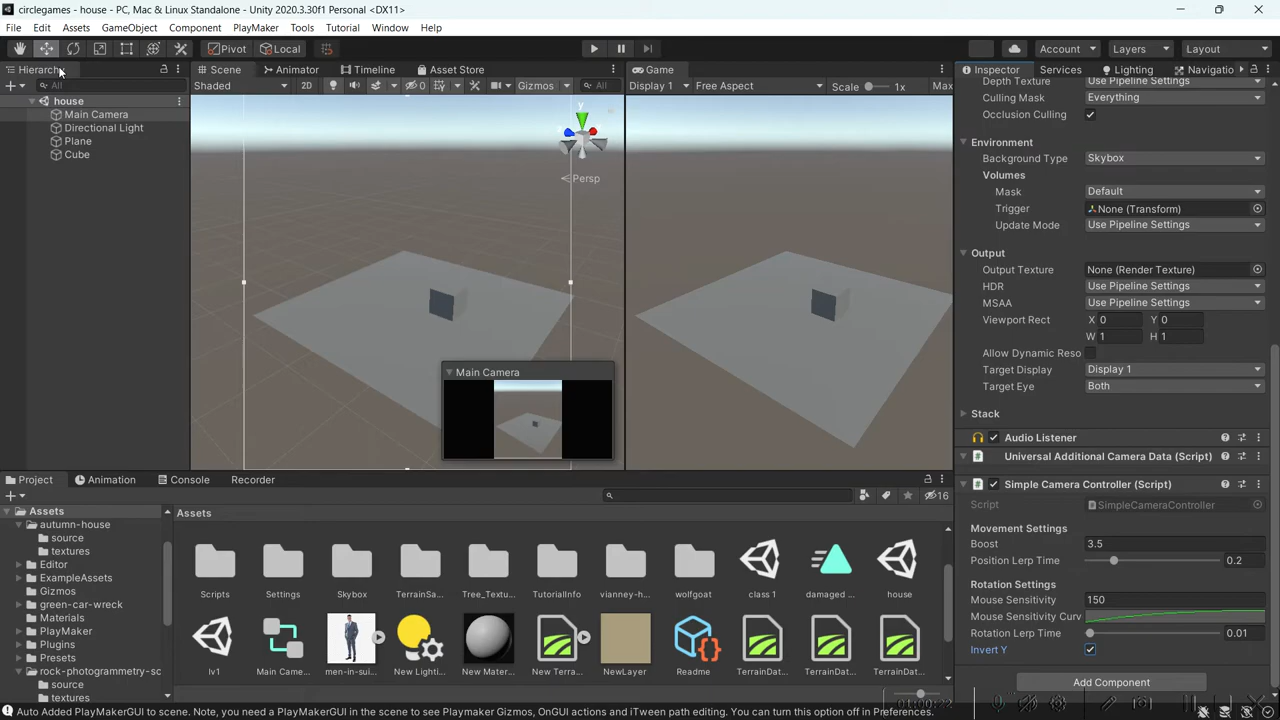 circlegames - house - PC, Mac & Linux Standalone - Unity 2020.3.30f1 Personal <DX11>
File Edit Assets GameObject Component PlayMaker Tools Tutorial Window Help
Pivot Local Account Layers Layout
Hierarchy Scene Animator Timeline Asset Store Game Inspector Services Lighting Navigatio
All Shaded 2D 0 Gizmos All Display 1 Free Aspect Scale 1x Max
Depth Texture Use Pipeline Settings
Culling Mask Everything
Occlusion Culling
house
Main Camera
Directional Light
Plane
Cube
y
Persp
Environment
Background Type Skybox
Volumes
Mask Default
Trigger None (Transform)
Update Mode Use Pipeline Settings
Output
Output Texture None (Render Texture)
HDR Use Pipeline Settings
MSAA Use Pipeline Settings
Viewport Rect X 0 Y 0
W 1 H 1
Allow Dynamic Reso
Target Display Display 1
Target Eye Both
Stack
Main Camera
Audio Listener
Universal Additional Camera Data (Script)
Simple Camera Controller (Script)
Script SimpleCameraController
Movement Settings
Boost 3.5
Position Lerp Time 0.2
Rotation Settings
Mouse Sensitivity 150
Mouse Sensitivity Curv
Rotation Lerp Time 0.01
Invert Y
Add Component
Project Animation Console Recorder
16
Assets
autumn-house
source
textures
Editor
ExampleAssets
Gizmos
green-car-wreck
Materials
PlayMaker
Plugins
Presets
rock-photogrammetry-sc
source
textures
Assets
Scripts Settings Skybox TerrainSa... Tree_Textu... TutorialInfo vianney-h... wolfgoat class 1 damaged ... house
lv1 Main Came... men-in-suit... New Lighti... New Mater... New Terra... NewLayer Readme TerrainDat... TerrainDat... TerrainDat...
01:00:22
Auto Added PlayMakerGUI to scene. Note, you need a PlayMakerGUI in the scene to see Playmaker Gizmos, OnGUI actions and iTween path editing. You can turn this option off in Preferences.